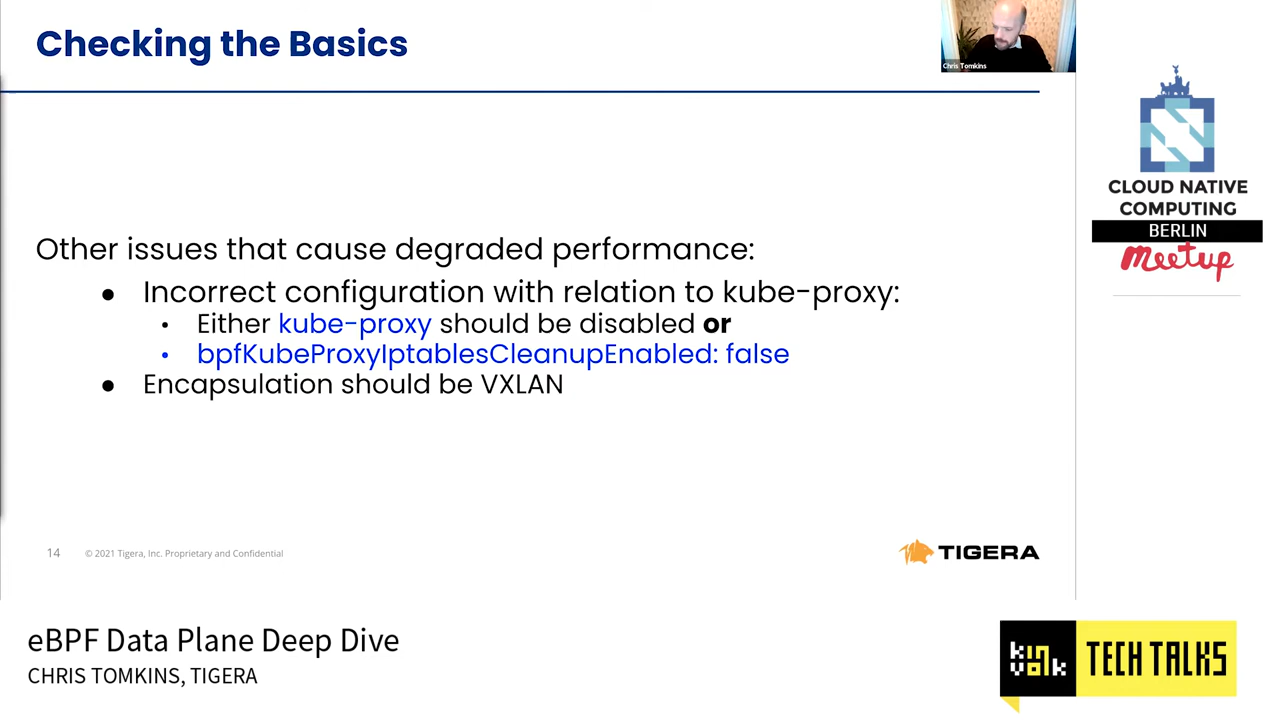 Checking the Basics
Chris Tomkins
CLOUD NATIVE
COMPUTING
BERLIN
meetup
Other issues that cause degraded performance:
● Incorrect configuration with relation to kube-proxy:
• Either kube-proxy should be disabled or
• bpfKubeProxyIptablesCleanupEnabled: false
● Encapsulation should be VXLAN
14 © 2021 Tigera, Inc. Proprietary and Confidential
TIGERA
eBPF Data Plane Deep Dive
CHRIS TOMKINS, TIGERA
kinvolk
TECH TALKS